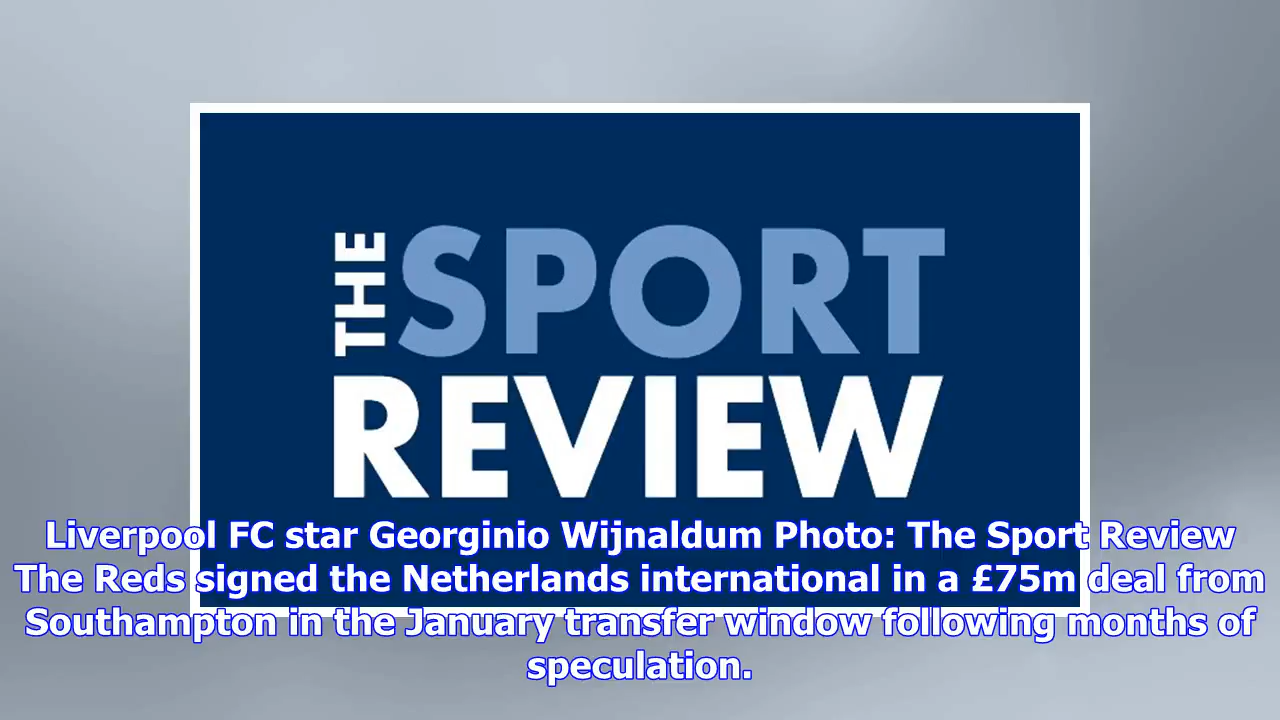 THE SPORT
REVIEW
Liverpool FC star Georginio Wijnaldum Photo: The Sport Review
The Reds signed the Netherlands international in a £75m deal from
Southampton in the January transfer window following months of
speculation.